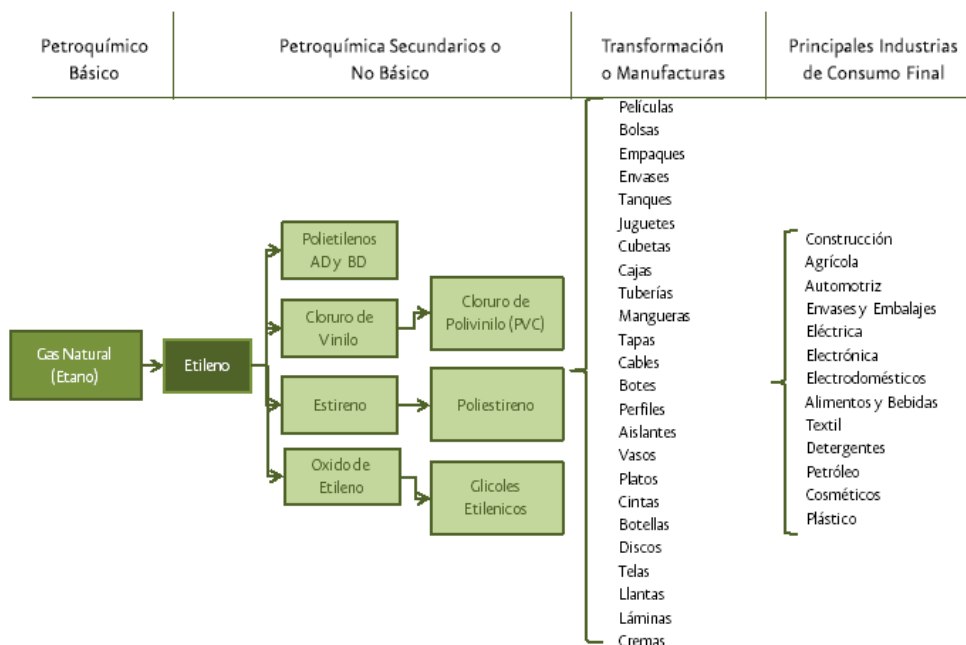 Petroquímico
Básico
Petroquímica Secundarios o
No Básico
Transformación
o Manufacturas
Principales Industrias
de Consumo Final
Gas Natural
(Etano)
Etileno
Polietilenos
AD y BD
Cloruro de
Vinilo
Cloruro de
Polivinilo (PVC)
Estireno
Poliestireno
Oxido de
Etileno
Glicoles
Etilenicos
Películas
Bolsas
Empaques
Envases
Tanques
Juguetes
Cubetas
Cajas
Tuberías
Mangueras
Tapas
Cables
Botes
Perfiles
Aislantes
Vasos
Platos
Cintas
Botellas
Discos
Telas
Llantas
Láminas
Cremas
Construcción
Agrícola
Automotriz
Envases y Embalajes
Eléctrica
Electrónica
Electrodomésticos
Alimentos y Bebidas
Textil
Detergentes
Petróleo
Cosméticos
Plástico